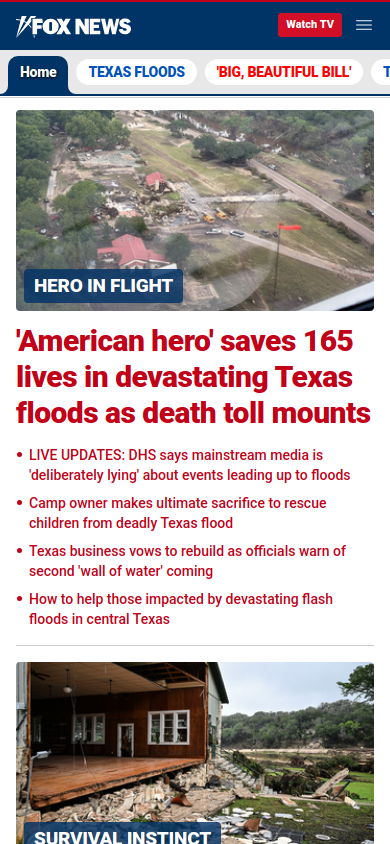 FOX NEWS
Watch TV
Home
TEXAS FLOODS
'BIG, BEAUTIFUL BILL'
HERO IN FLIGHT
'American hero' saves 165
lives in devastating Texas
floods as death toll mounts
• LIVE UPDATES: DHS says mainstream media is
'deliberately lying' about events leading up to floods
• Camp owner makes ultimate sacrifice to rescue
children from deadly Texas flood
• Texas business vows to rebuild as officials warn of
second 'wall of water' coming
• How to help those impacted by devastating flash
floods in central Texas
SURVIVAL INSTINCT